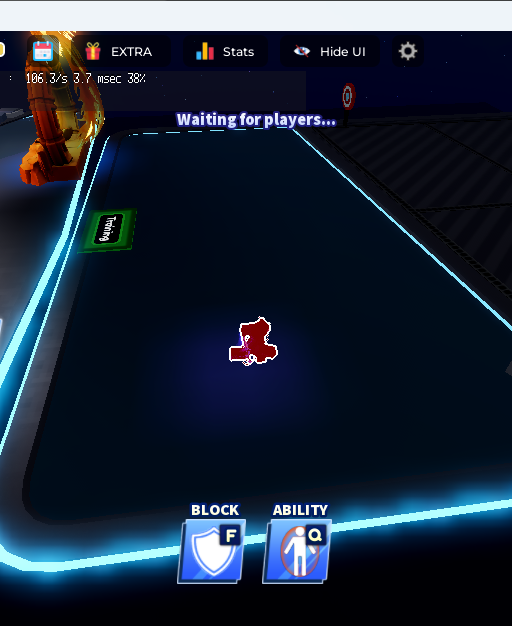 EXTRA Stats Hide UI
: 106.3/s 3.7 msec 38%
Waiting for players...
Training
BLOCK ABILITY
F Q